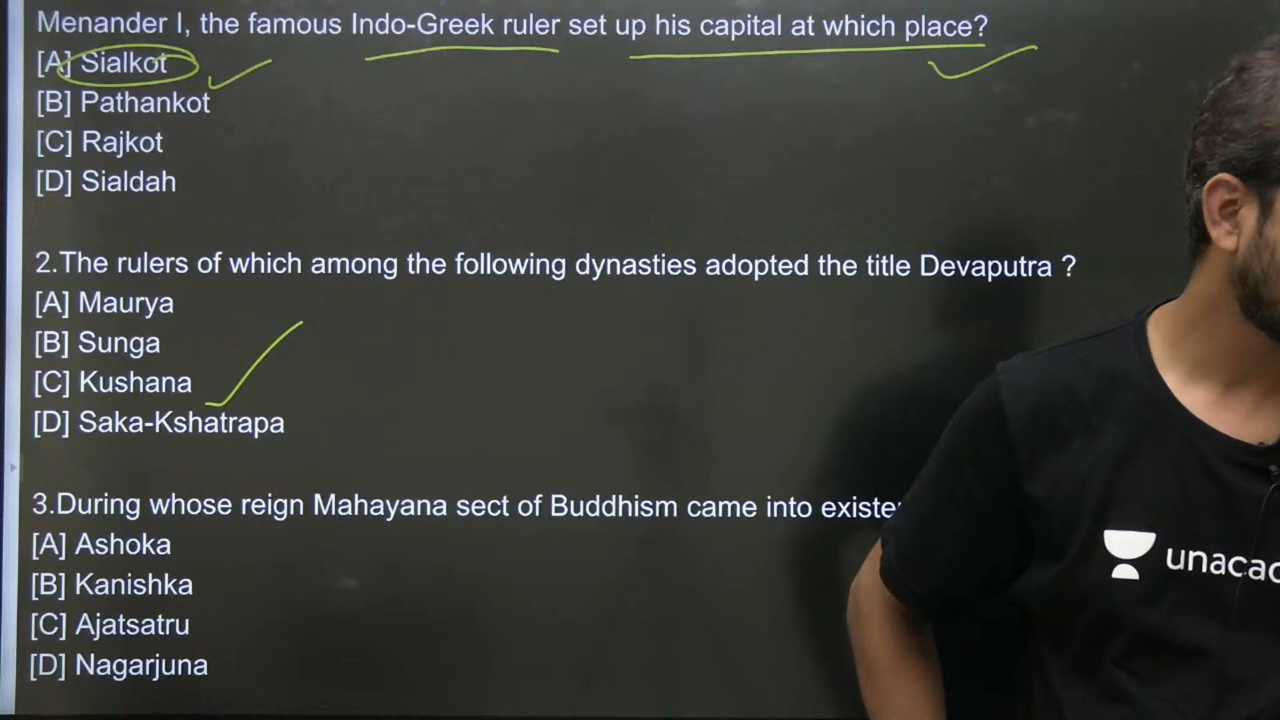 Menander I, the famous Indo-Greek ruler set up his capital at which place?
[A] Sialkot
[B] Pathankot
[C] Rajkot
[D] Sialdah
2.The rulers of which among the following dynasties adopted the title Devaputra ?
[A] Maurya
[B] Sunga
[C] Kushana
[D] Saka-Kshatrapa
3.During whose reign Mahayana sect of Buddhism came into
[A] Ashoka
[B] Kanishka
[C] Ajatsatru
[D] Nagarjuna